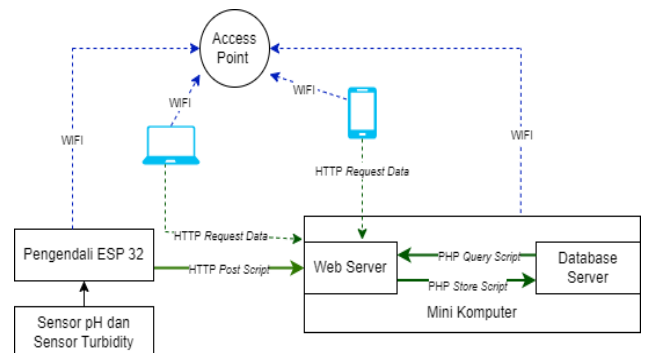 Access
Point
WIFI
WIFI
WIFI
WIFI
HTTP Request Data
HTTP Request Data
Pengendali ESP 32
HTTP Post Script
Web Server
PHP Query Script
PHP Store Script
Database
Server
Mini Komputer
Sensor pH dan
Sensor Turbidity